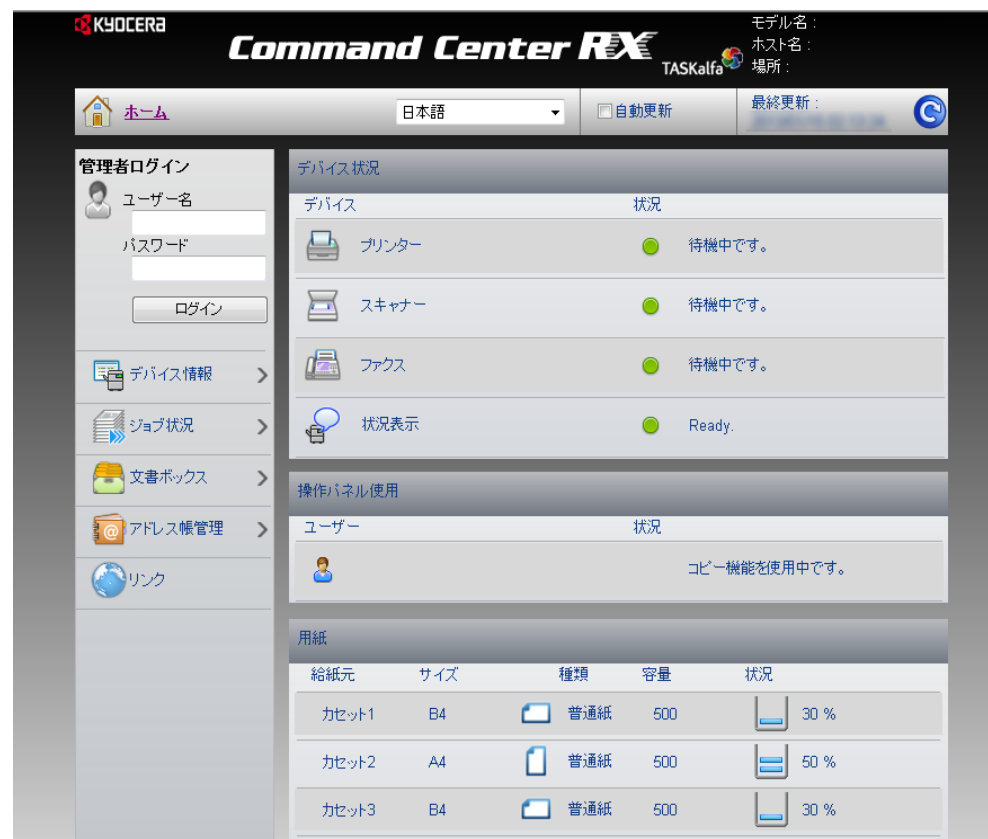 KYOCERA
Command Center RX
TASKalfa
モデル名 :
ホスト名 :
場所 :
ホーム
日本語
自動更新
最終更新 :
管理者ログイン
ユーザー名
パスワード
ログイン
デバイス情報
ジョブ状況
文書ボックス
アドレス帳管理
リンク
デバイス状況
デバイス 状況
プリンター 待機中です。
スキャナー 待機中です。
ファクス 待機中です。
状況表示 Ready.
操作パネル使用
ユーザー 状況
コピー機能を使用中です。
用紙
給紙元 サイズ 種類 容量 状況
カセット1 B4 普通紙 500 30 %
カセット2 A4 普通紙 500 50 %
カセット3 B4 普通紙 500 30 %